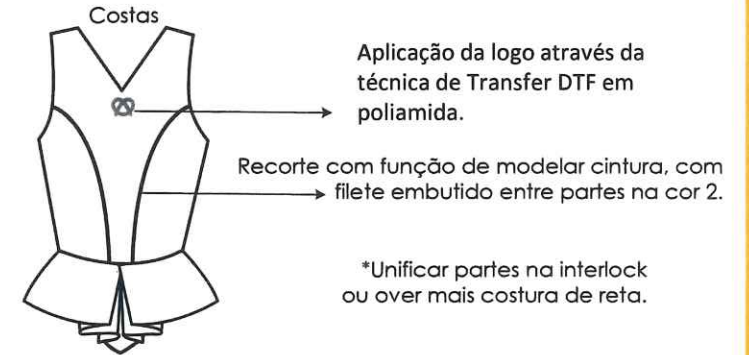 Costas
Aplicação da logo através da
técnica de Transfer DTF em
poliamida.
Recorte com função de modelar cintura, com
filete embutido entre partes na cor 2.
*Unificar partes na interlock
ou over mais costura de reta.